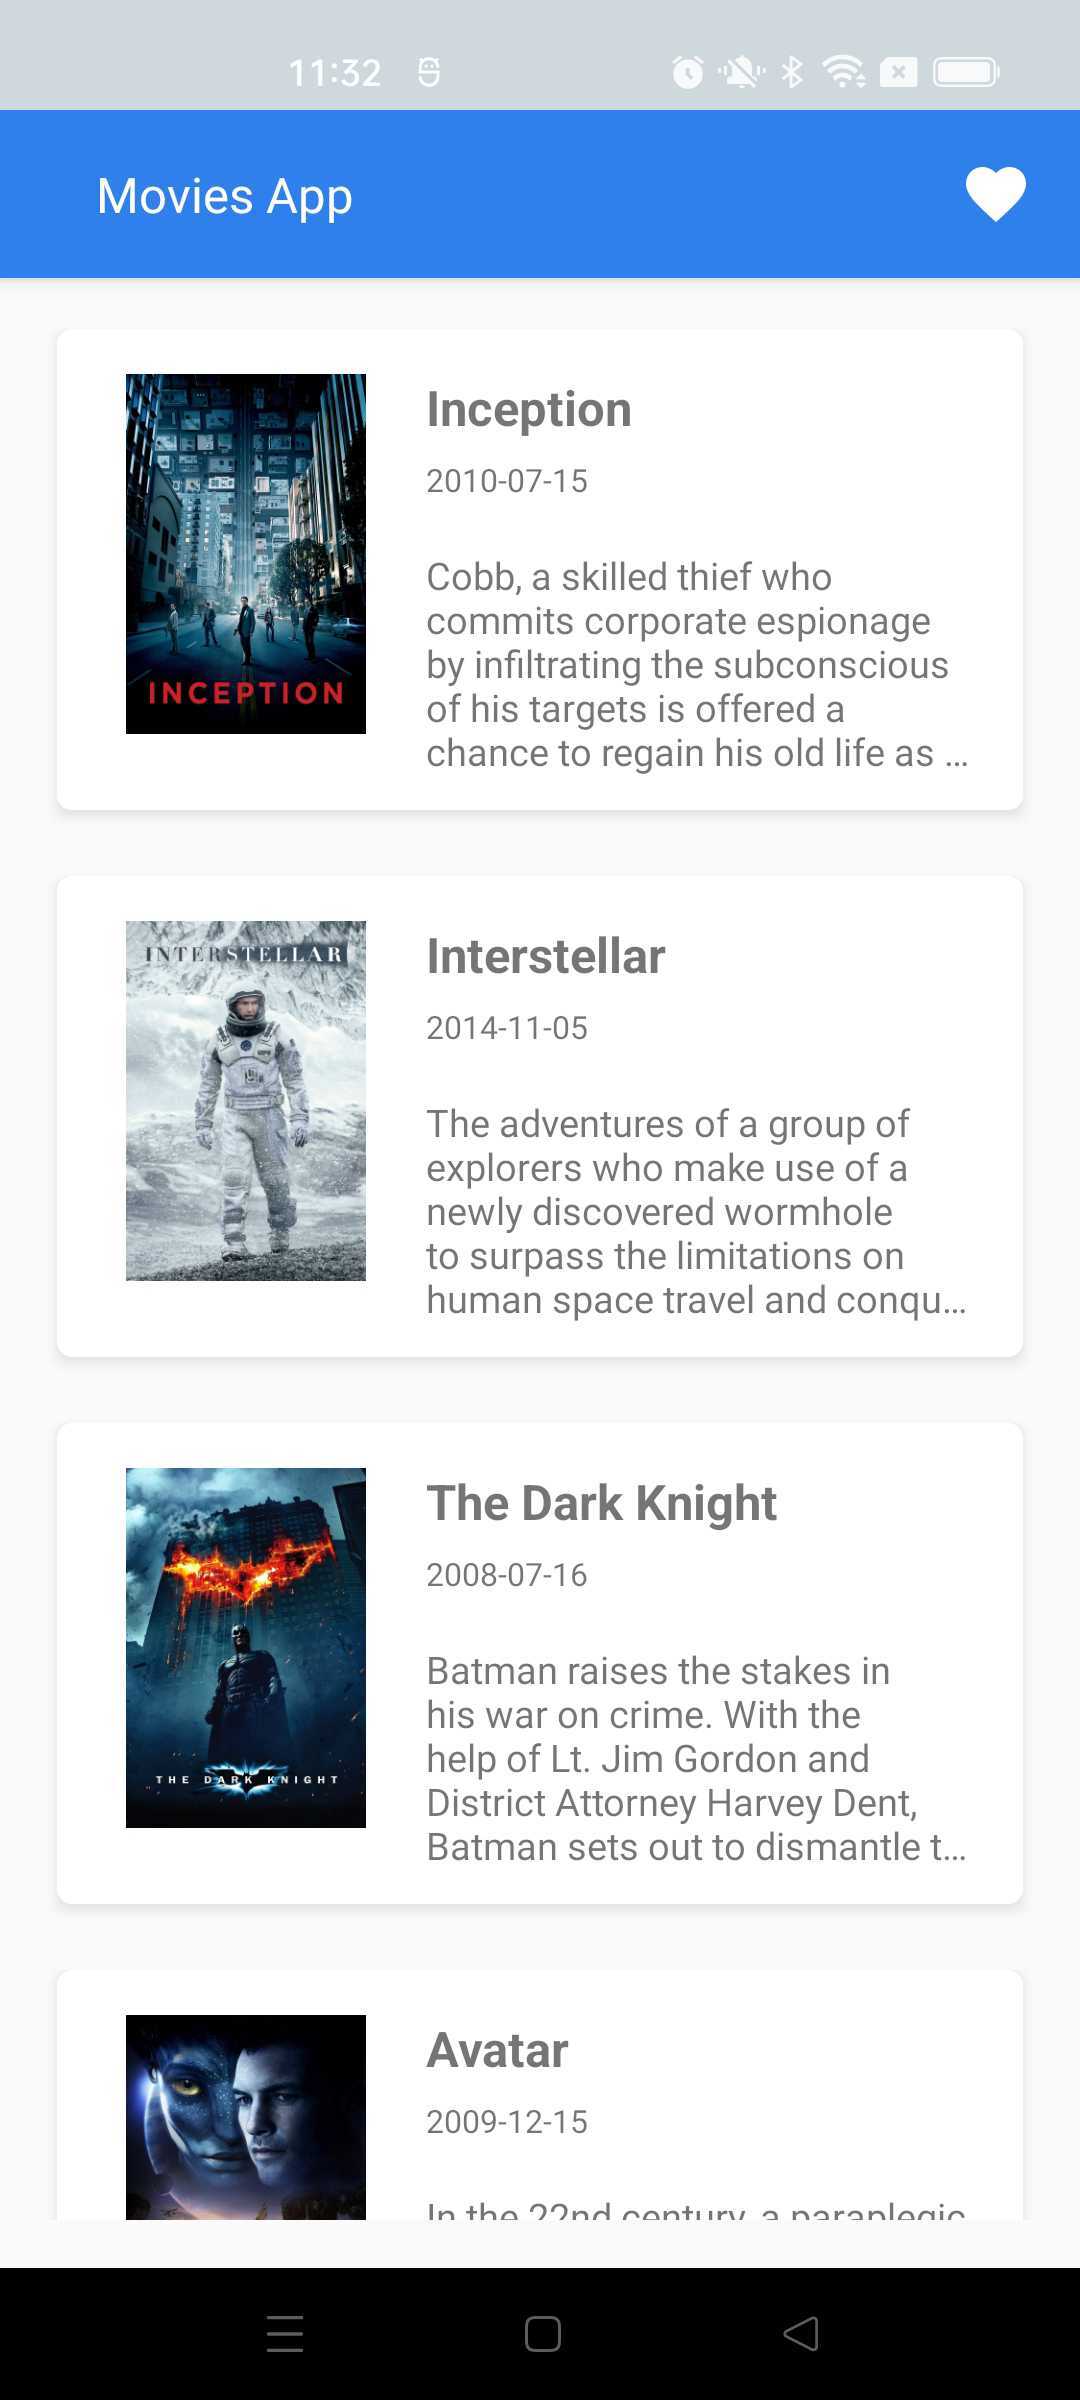 11:32
Movies App
INCEPTION
Inception
2010-07-15
Cobb, a skilled thief who
commits corporate espionage
by infiltrating the subconscious
of his targets is offered a
chance to regain his old life as ...
INTERSTELLAR
Interstellar
2014-11-05
The adventures of a group of
explorers who make use of a
newly discovered wormhole
to surpass the limitations on
human space travel and conqu...
THE DARK KNIGHT
The Dark Knight
2008-07-16
Batman raises the stakes in
his war on crime. With the
help of Lt. Jim Gordon and
District Attorney Harvey Dent,
Batman sets out to dismantle t...
Avatar
2009-12-15
In the 22nd century, a paraplegic